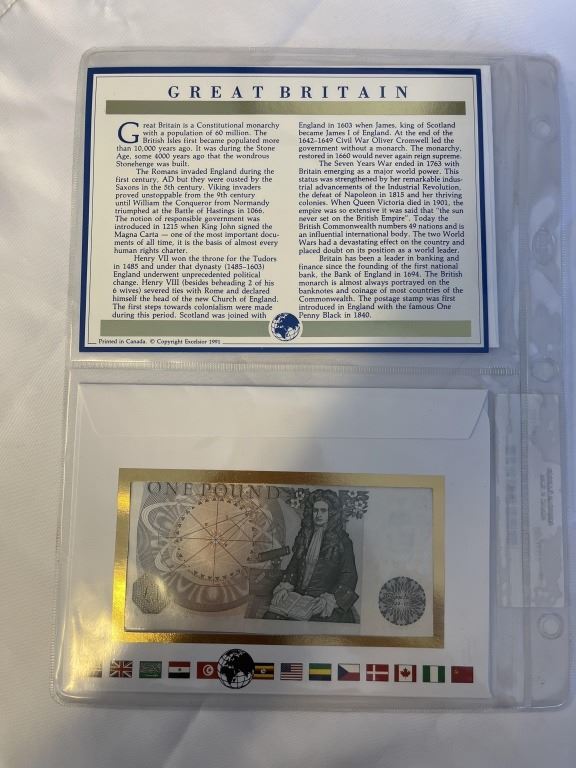 GREAT BRITAIN
Great Britain is a Constitutional monarchy
with a population of 60 million. The
British Isles first became populated more
than 10,000 years ago. It was during the Stone
Age, some 4000 years ago that the wondrous
Stonehenge was built.
The Romans invaded England during the
first century, AD but they were ousted by the
Saxons in the 5th century. Viking invaders
proved unstoppable from the 9th century
until William the Conqueror from Normandy
triumphed at the Battle of Hastings in 1066.
The notion of responsible government was
introduced in 1215 when King John signed the
Magna Carta — one of the most important docu-
ments of all time, it is the basis of almost every
human rights charter.
Henry VII won the throne for the Tudors
in 1485 and under that dynasty (1485-1603)
England underwent unprecedented political
change. Henry VIII (besides beheading 2 of his
6 wives) severed ties with Rome and declared
himself the head of the new Church of England.
The first steps towards colonialism were made
during this period. Scotland was joined with
England in 1603 when James, king of Scotland
became James I of England. At the end of the
1642-1649 Civil War Oliver Cromwell led the
government without a monarch. The monarchy,
restored in 1660 would never again reign supreme.
The Seven Years War ended in 1763 with
Britain emerging as a major world power. This
status was strengthened by her remarkable indus-
trial advancements of the Industrial Revolution,
the defeat of Napoleon in 1815 and her thriving
colonies. When Queen Victoria died in 1901, the
empire was so extensive it was said that "the sun
never set on the British Empire". Today the
British Commonwealth numbers 49 nations and is
an influential international body. The two World
Wars had a devastating effect on the country and
placed doubt on its position as a world leader.
Britain has been a leader in banking and
finance since the founding of the first national
bank, the Bank of England in 1694. The British
monarch is almost always portrayed on the
banknotes and coinage of most countries of the
Commonwealth. The postage stamp was first
introduced in England with the famous One
Penny Black in 1840.
Printed in Canada. © Copyright Excelsior 1991
ONE POUND